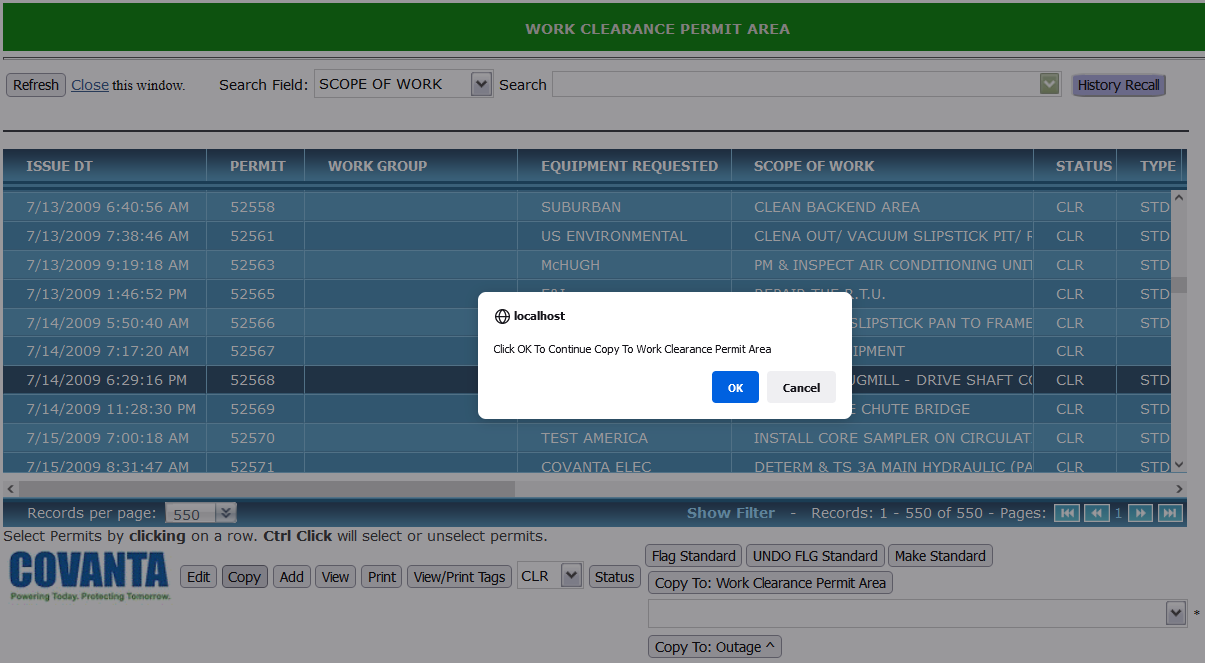 WORK CLEARANCE PERMIT AREA
Refresh Close this window. Search Field: SCOPE OF WORK Search History Recall
ISSUE DT PERMIT WORK GROUP EQUIPMENT REQUESTED SCOPE OF WORK STATUS TYPE
7/13/2009 6:40:56 AM 52558 SUBURBAN CLEAN BACKEND AREA CLR STD
7/13/2009 7:38:46 AM 52561 US ENVIRONMENTAL CLENA OUT/ VACUUM SLIPSTICK PIT/ CLR STD
7/13/2009 9:19:18 AM 52563 McHUGH PM & INSPECT AIR CONDITIONING UNIT CLR STD
7/13/2009 1:46:52 PM 52565 E&I REPAIR THE R.T.U. CLR STD
7/14/2009 5:50:40 AM 52566 SLIPSTICK PAN TO FRAME CLR STD
7/14/2009 7:17:20 AM 52567 IPMENT CLR
7/14/2009 6:29:16 PM 52568 UGMILL - DRIVE SHAFT CO CLR STD
7/14/2009 11:28:30 PM 52569 E CHUTE BRIDGE CLR STD
7/15/2009 7:00:18 AM 52570 TEST AMERICA INSTALL CORE SAMPLER ON CIRCULAT CLR STD
7/15/2009 8:31:47 AM 52571 COVANTA ELEC DETERM & TS 3A MAIN HYDRAULIC (PA CLR STD
localhost
Click OK To Continue Copy To Work Clearance Permit Area
OK Cancel
Records per page: 550 Show Filter - Records: 1 - 550 of 550 - Pages: 1
Select Permits by clicking on a row. Ctrl Click will select or unselect permits.
COVANTA
Powering Today. Protecting Tomorrow.
Edit Copy Add View Print View/Print Tags CLR Status
Flag Standard UNDO FLG Standard Make Standard
Copy To: Work Clearance Permit Area
*
Copy To: Outage ^